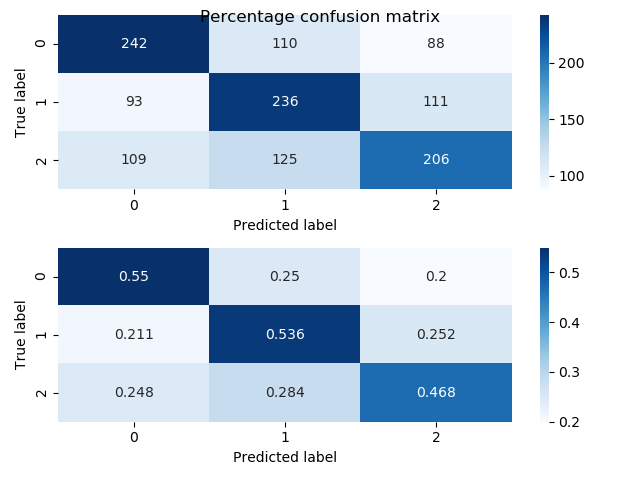 Percentage confusion matrix
True label
0 242 110 88
1 93 236 111
2 109 125 206
0 1 2
Predicted label
200
150
100
True label
0 0.55 0.25 0.2
1 0.211 0.536 0.252
2 0.248 0.284 0.468
0 1 2
Predicted label
0.5
0.4
0.3
0.2